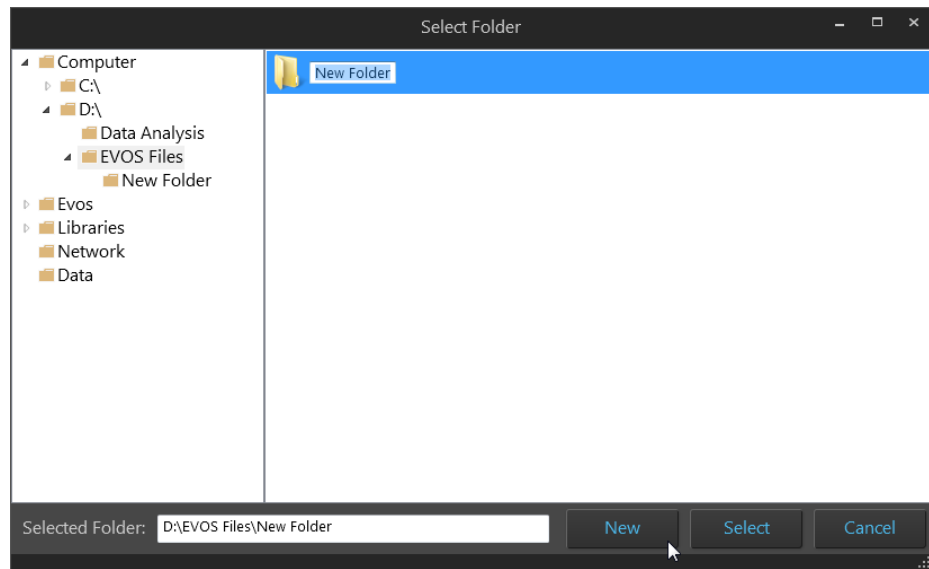 Select Folder
Computer
C:\
D:\
Data Analysis
EVOS Files
New Folder
Evos
Libraries
Network
Data
New Folder
Selected Folder: D:\EVOS Files\New Folder New Select Cancel